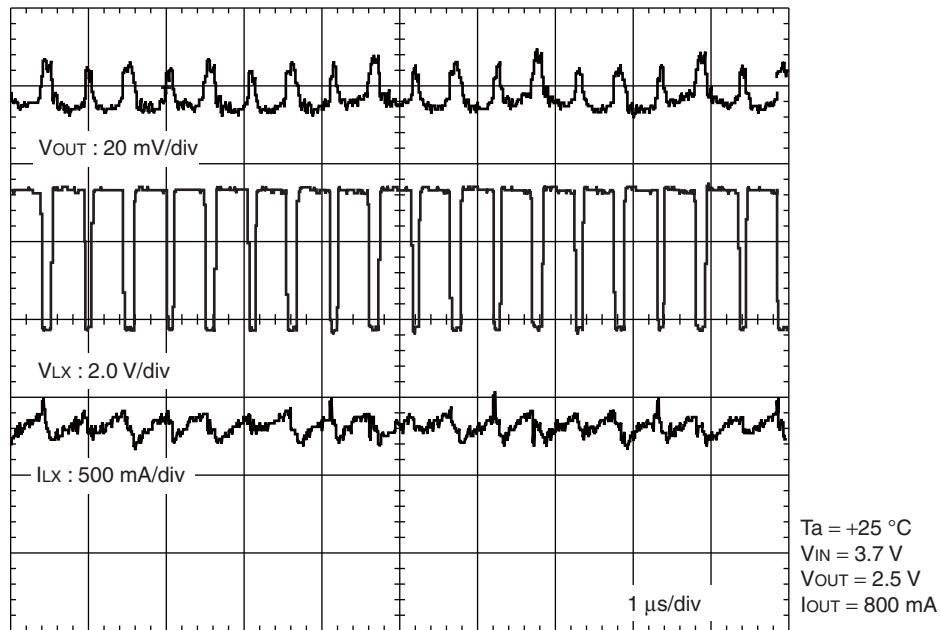 VOUT : 20 mV/div
VLX : 2.0 V/div
ILX : 500 mA/div
1 μs/div
Ta = +25 °C
VIN = 3.7 V
VOUT = 2.5 V
IOUT = 800 mA